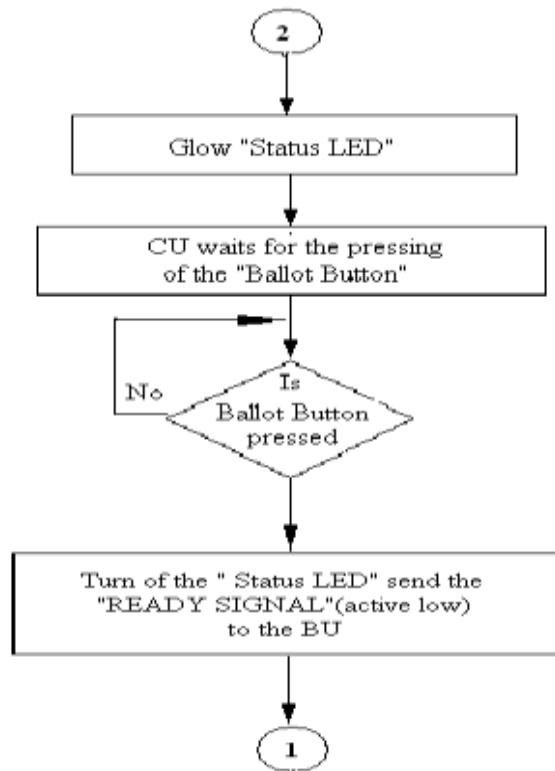 2
Glow "Status LED"
CU waits for the pressing
of the "Ballot Button"
Is
No
Ballot Button
pressed
Turn of the " Status LED" send the
"READY SIGNAL"(active low)
to the BU
1